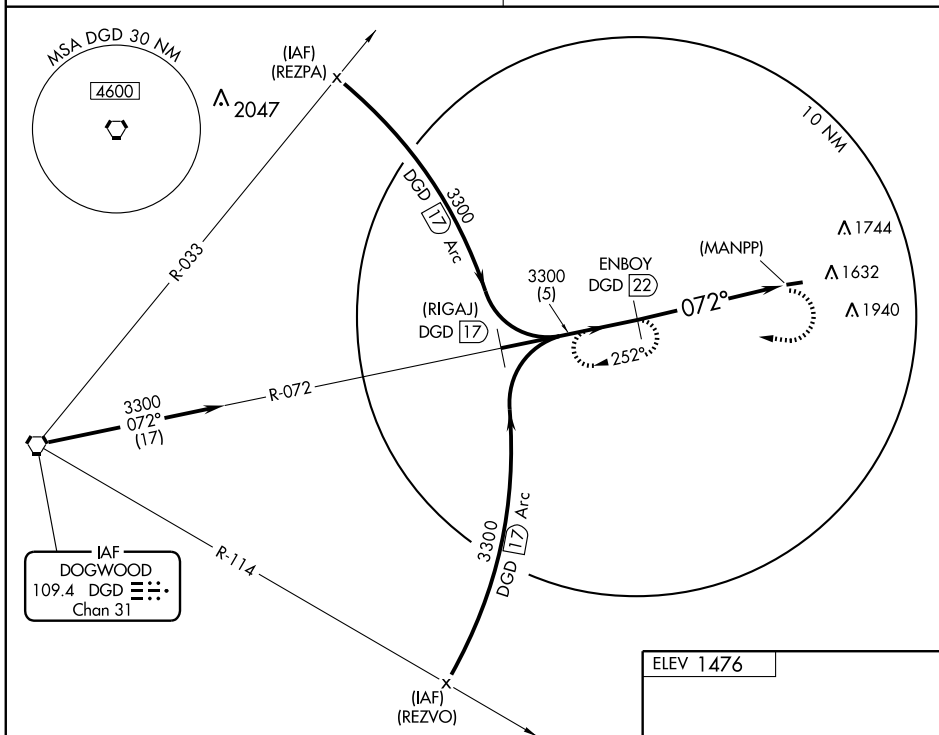 MSA DGD 30 NM
4600
2047
(IAF)
(REZPA)
10 NM
DGD 17 Arc
3300
R-033
1744
(MANPP)
ENBOY
DGD 22
3300
(5)
1632
072°
1940
(RIGAJ)
DGD 17
252°
R-072
3300
072°
(17)
IAF
DOGWOOD
109.4 DGD
Chan 31
R-114
3300
DGD 17 Arc
(IAF)
(REZVO)
ELEV 1476